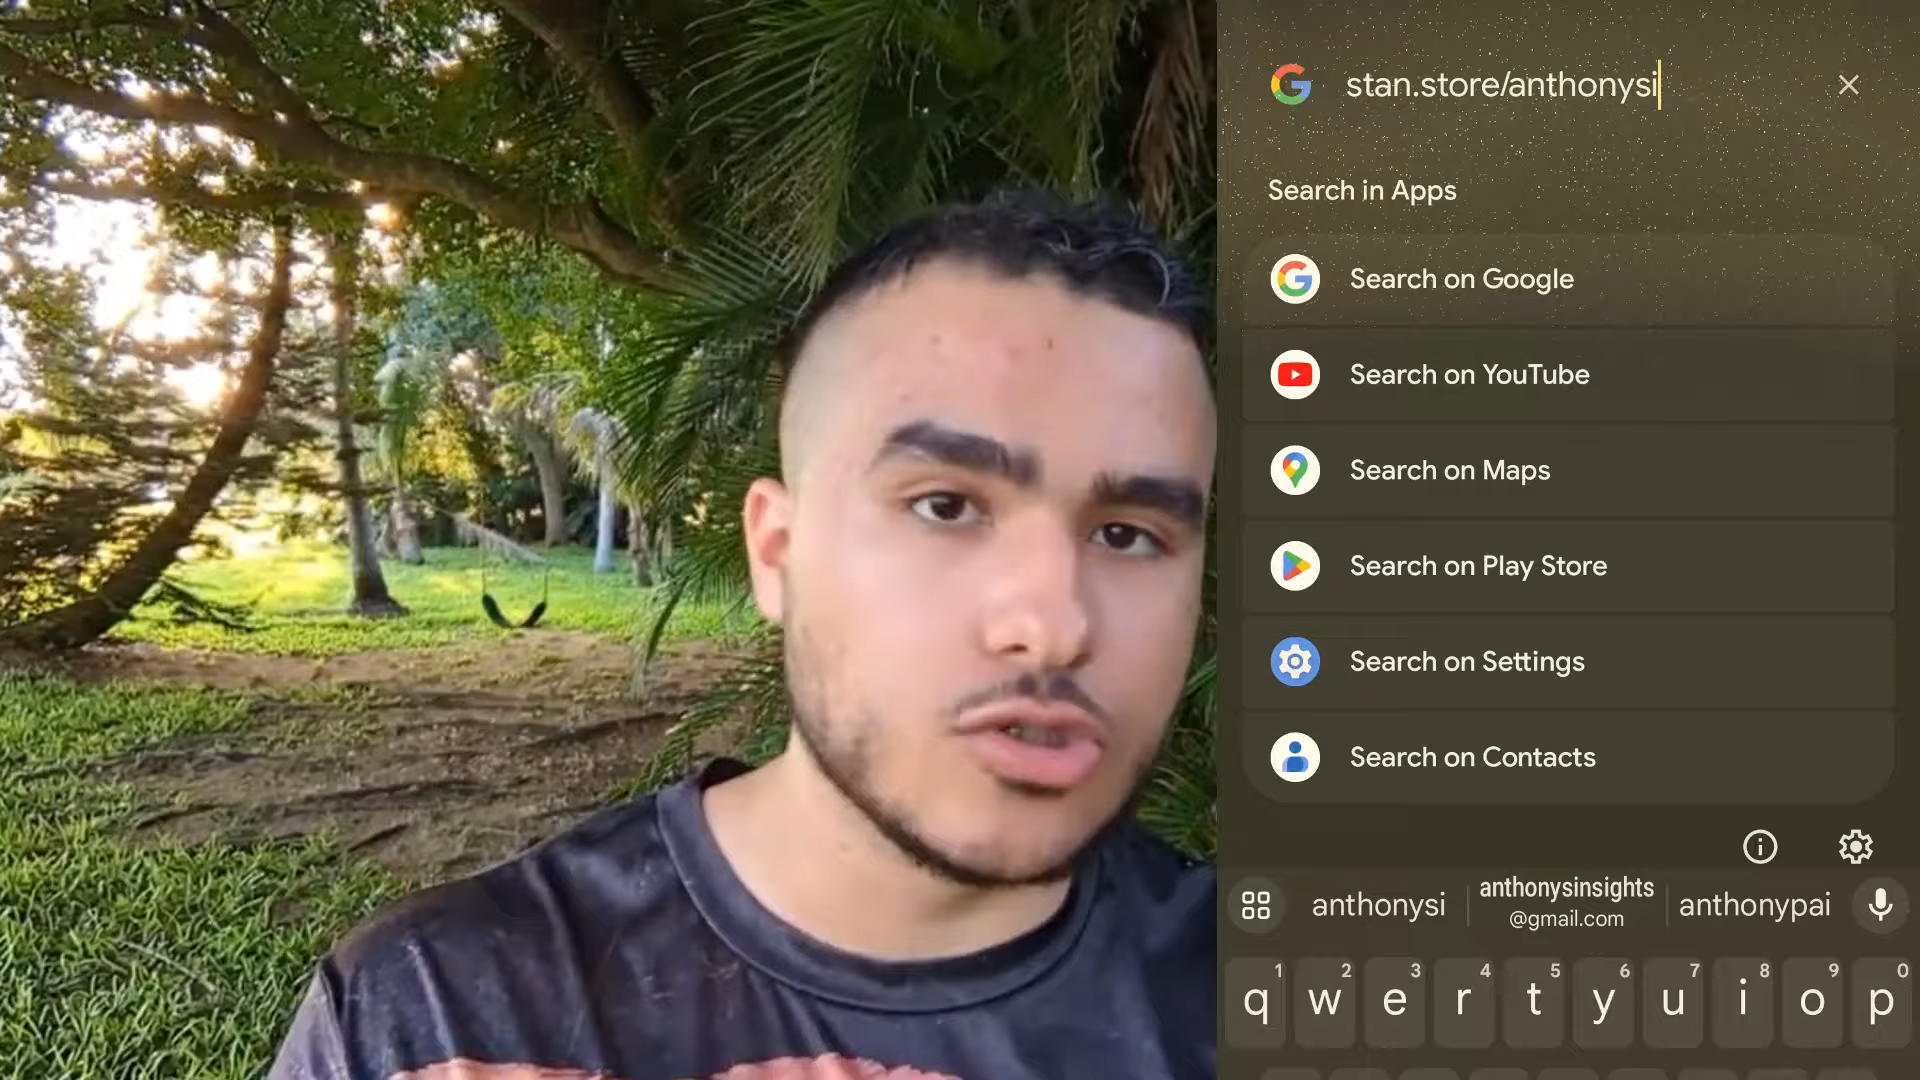 stan.store/anthonysi
Search in Apps
Search on Google
Search on YouTube
Search on Maps
Search on Play Store
Search on Settings
Search on Contacts
anthonysi
anthonysinsights
@gmail.com
anthonypai
1 2 3 4 5 6 7 8 9 0
q w e r t y u i o p